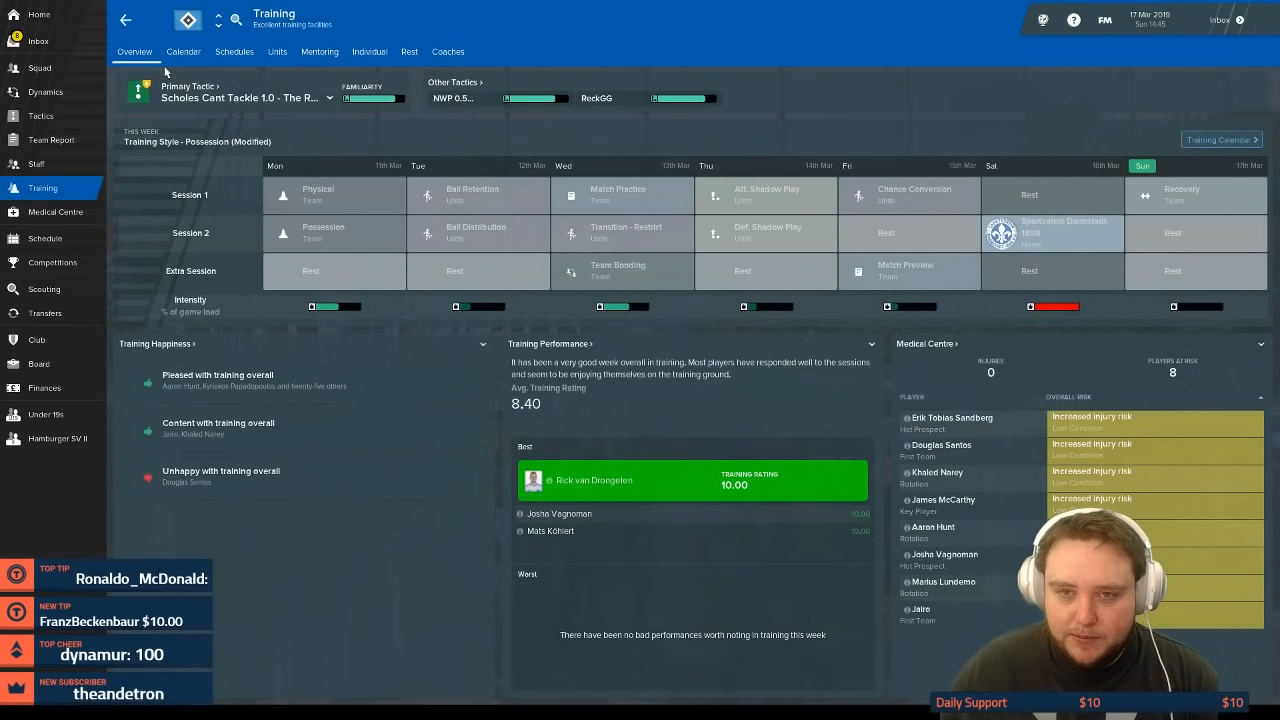 Home
8
Inbox
Squad
Dynamics
Tactics
Team Report
Staff
Training
Medical Centre
Schedule
Competitions
Scouting
Transfers
Club
Board
Finances
Under 19s
Hamburger SV II
Training
Excellent training facilities
FM
17 Mar 2019
Sun 14:45
Inbox
Overview
Calendar
Schedules
Units
Mentoring
Individual
Rest
Coaches
Primary Tactic >
Scholes Cant Tackle 1.0 - The R...
FAMILIARITY
Other Tactics >
NWP 0.5...
ReckGG
THIS WEEK
Training Style - Possession (Modified)
Training Calendar >
Mon 11th Mar
Tue 12th Mar
Wed 13th Mar
Thu 14th Mar
Fri 15th Mar
Sat 16th Mar
Sun 17th Mar
Session 1
Physical
Team
Ball Retention
Units
Match Practice
Team
Att. Shadow Play
Units
Chance Conversion
Units
Rest
Recovery
Team
Session 2
Possession
Team
Ball Distribution
Units
Transition - Restrict
Units
Def. Shadow Play
Units
Rest
Sportverein Darmstadt
1898
Home
Rest
Extra Session
Rest
Rest
Team Bonding
Team
Rest
Match Preview
Team
Rest
Rest
Intensity
% of game load
Training Happiness >
Pleased with training overall
Aaron Hunt, Kyriakos Papadopoulos and twenty-five others
Content with training overall
Jairo, Khaled Narey
Unhappy with training overall
Douglas Santos
Training Performance >
It has been a very good week overall in training. Most players have responded well to the sessions
and seem to be enjoying themselves on the training ground.
Avg. Training Rating
8.40
Best
Rick van Drongelen
TRAINING RATING
10.00
Josha Vagnoman 10.00
Mats Köhlert 10.00
Worst
There have been no bad performances worth noting in training this week
Medical Centre >
INJURIES
0
PLAYERS AT RISK
8
PLAYER
OVERALL RISK
Erik Tobias Sandberg
Hot Prospect
Increased injury risk
Low Condition
Douglas Santos
First Team
Increased injury risk
Low Condition
Khaled Narey
Rotation
Increased injury risk
Low Condition
James McCarthy
Key Player
Increased injury risk
Aaron Hunt
Rotation
Josha Vagnoman
Hot Prospect
Marius Lundemo
Rotation
Jairo
First Team
TOP TIP
Ronaldo_McDonald:
NEW TIP
FranzBeckenbaur $10.00
TOP CHEER
dynamur: 100
NEW SUBSCRIBER
theandetron
Daily Support $10 $10